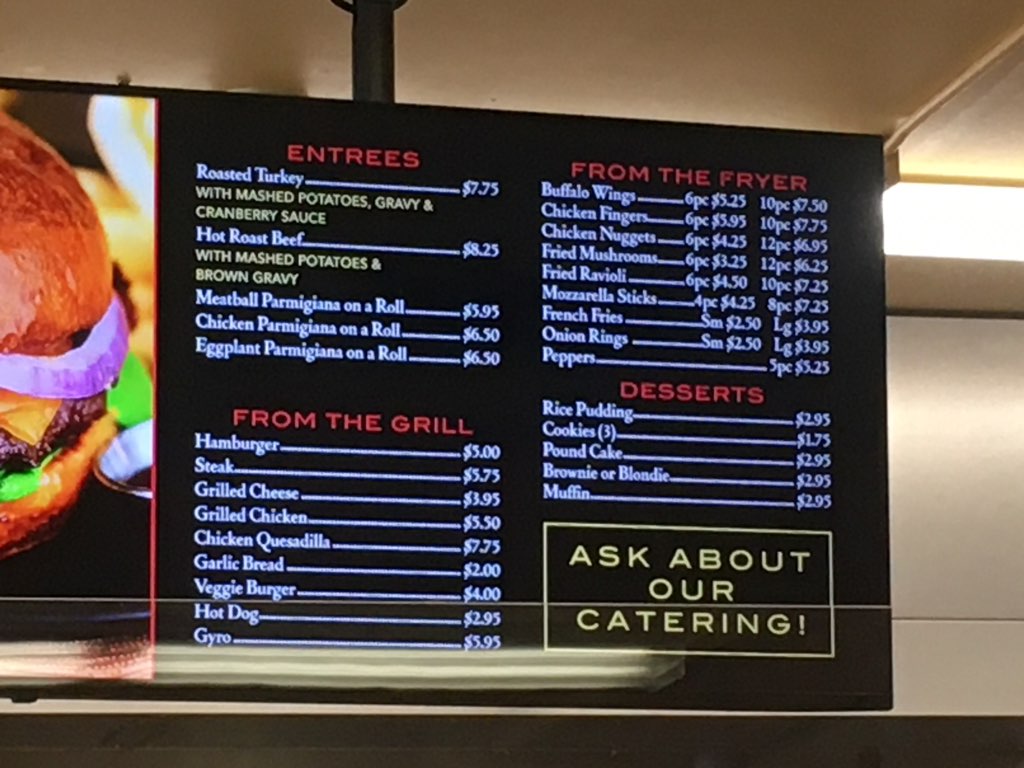 ENTREES
Roasted Turkey $7.75
WITH MASHED POTATOES, GRAVY &
CRANBERRY SAUCE
Hot Roast Beef $8.25
WITH MASHED POTATOES &
BROWN GRAVY
Meatball Parmigiana on a Roll $5.95
Chicken Parmigiana on a Roll $6.50
Eggplant Parmigiana on a Roll $6.50
FROM THE GRILL
Hamburger $5.00
Steak $5.75
Grilled Cheese $3.95
Grilled Chicken $5.50
Chicken Quesadilla $7.75
Garlic Bread $2.00
Veggie Burger $4.00
Hot Dog $2.95
Gyro $5.95
FROM THE FRYER
Buffalo Wings 6pc $5.25 10pc $7.50
Chicken Fingers 6pc $5.95 10pc $7.75
Chicken Nuggets 6pc $4.25 12pc $6.95
Fried Mushrooms 6pc $3.25 12pc $6.25
Fried Ravioli 6pc $4.50 10pc $7.25
Mozzarella Sticks 4pc $4.25 8pc $7.25
French Fries Sm $2.50 Lg $3.95
Onion Rings Sm $2.50 Lg $3.95
Peppers 5pc $5.25
DESSERTS
Rice Pudding $2.95
Cookies (3) $1.75
Pound Cake $2.95
Brownie or Blondie $2.95
Muffin $2.95
ASK ABOUT
OUR
CATERING!